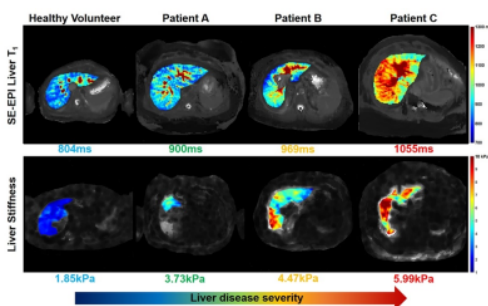 Healthy Volunteer Patient A Patient B Patient C
SE-EPI Liver T1
804ms 900ms 969ms 1055ms
Liver Stiffness
1.85kPa 3.73kPa 4.47kPa 5.99kPa
Liver disease severity